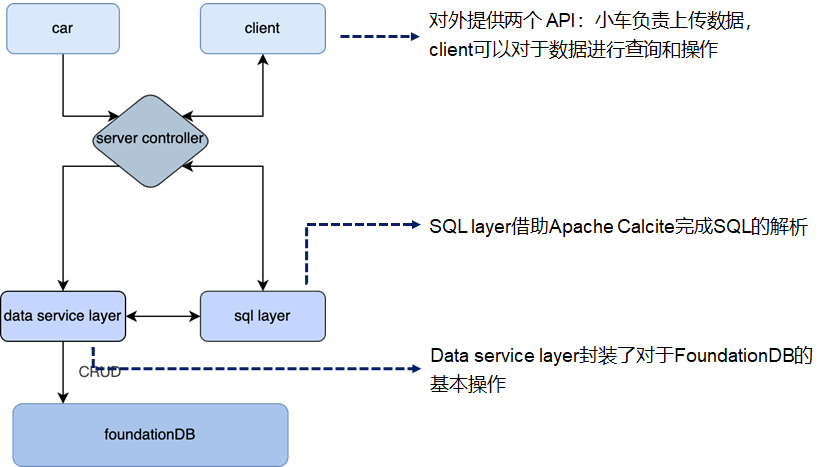 car
client
对外提供两个 API：小车负责上传数据，
client可以对于数据进行查询和操作
server controller
SQL layer借助Apache Calcite完成SQL的解析
data service layer
sql layer
Data service layer封装了对于FoundationDB的
基本操作
CRUD
foundationDB